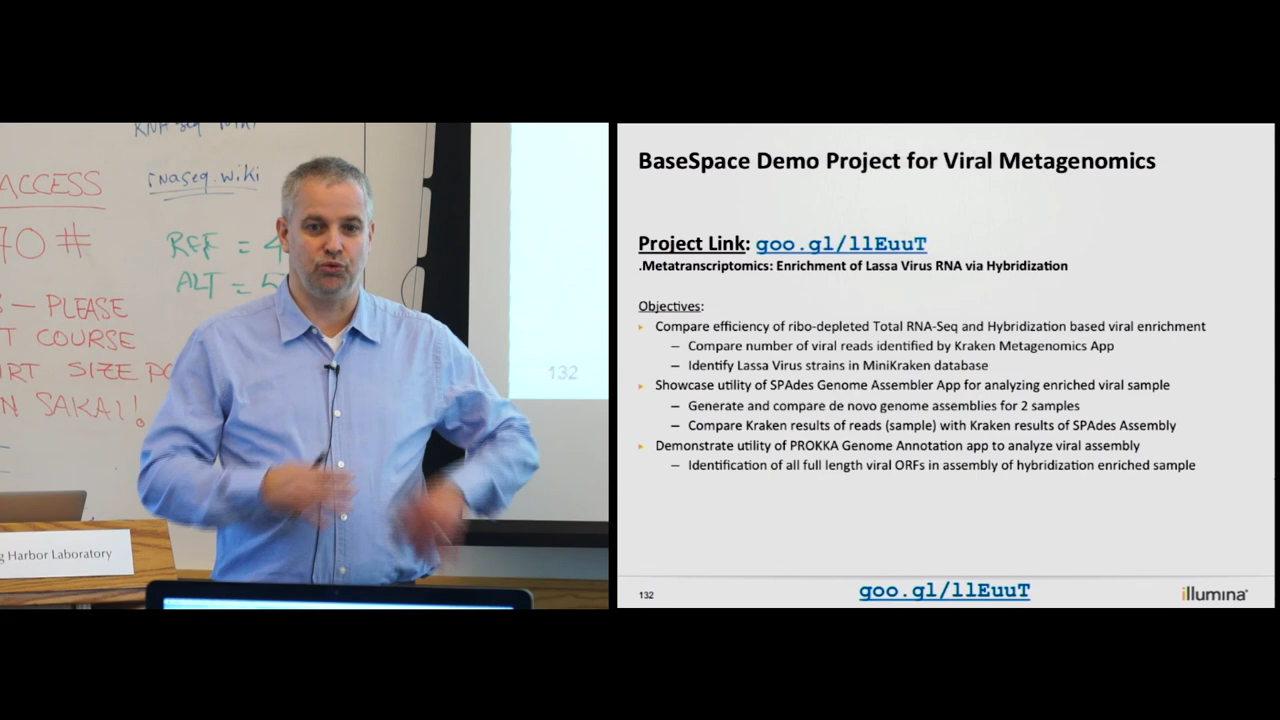 RNA-seq wiki
rnaseq.wiki
ACCESS
70#
REF = 4
ALT = 5
– PLEASE
COURSE
SIZE
SAKAI!
132
g Harbor Laboratory
BaseSpace Demo Project for Viral Metagenomics
Project Link: goo.gl/llEuuT
.Metatranscriptomics: Enrichment of Lassa Virus RNA via Hybridization
Objectives:
Compare efficiency of ribo-depleted Total RNA-Seq and Hybridization based viral enrichment
– Compare number of viral reads identified by Kraken Metagenomics App
– Identify Lassa Virus strains in MiniKraken database
Showcase utility of SPAdes Genome Assembler App for analyzing enriched viral sample
– Generate and compare de novo genome assemblies for 2 samples
– Compare Kraken results of reads (sample) with Kraken results of SPAdes Assembly
Demonstrate utility of PROKKA Genome Annotation app to analyze viral assembly
– Identification of all full length viral ORFs in assembly of hybridization enriched sample
132
goo.gl/llEuuT
illumina®